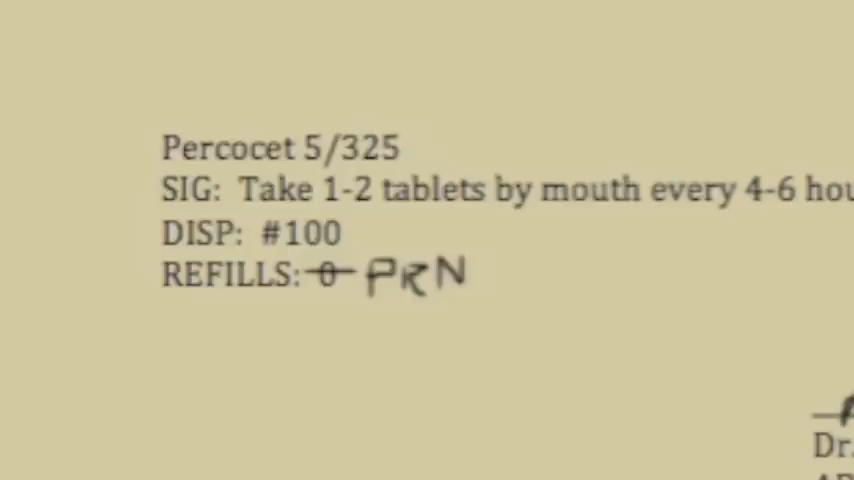 Percocet 5/325
SIG: Take 1-2 tablets by mouth every 4-6
DISP: #100
REFILLS: 0 PRN
Dr.